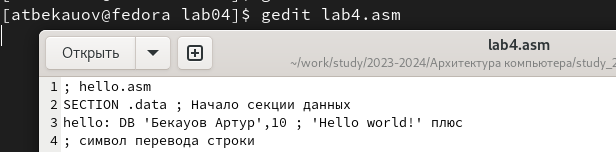 [atbekauov@fedora lab04]$ gedit lab4.asm
Открыть
lab4.asm
~/work/study/2023-2024/Архитектура компьютера/study_2
1 ; hello.asm
2 SECTION .data ; Начало секции данных
3 hello: DB 'Бекауов Артур',10 ; 'Hello world!' плюс
4 ; символ перевода строки